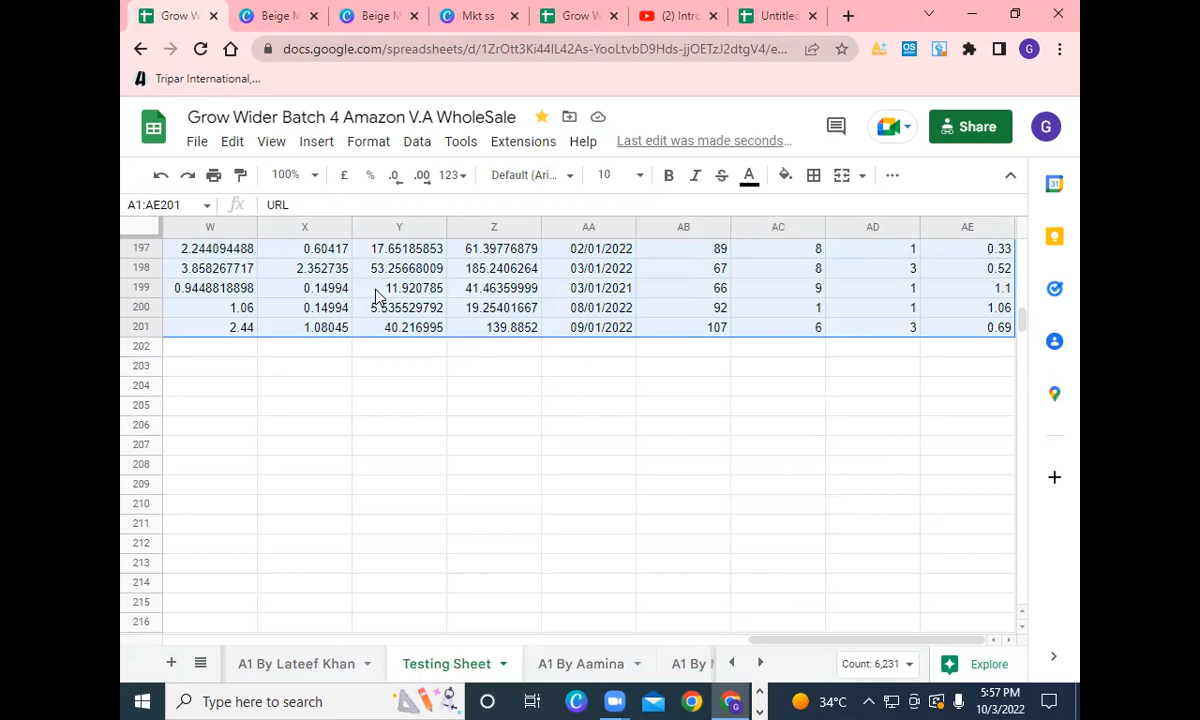 Grow W
Beige M
Beige M
Mkt ss
Grow W
(2) Intro
Untitled
docs.google.com/spreadsheets/d/1ZrOtt3Ki44IL42As-YooLtvbD9Hds-jjOETzJ2dtgV4/e...
OS
G
Tripar International,...
Grow Wider Batch 4 Amazon V.A WholeSale
File Edit View Insert Format Data Tools Extensions Help Last edit was made seconds...
Share
G
100% £ % .0 .00 123 Default (Ari... 10 B I S A
A1:AE201 fx URL
W X Y Z AA AB AC AD AE
197 2.244094488 0.60417 17.65185853 61.39776879 02/01/2022 89 8 1 0.33
198 3.858267717 2.352735 53.25668009 185.2406264 03/01/2022 67 8 3 0.52
199 0.9448818898 0.14994 11.920785 41.46359999 03/01/2021 66 9 1 1.1
200 1.06 0.14994 5.535529792 19.25401667 08/01/2022 92 1 1 1.06
201 2.44 1.08045 40.216995 139.8852 09/01/2022 107 6 3 0.69
202
203
204
205
206
207
208
209
210
211
212
213
214
215
216
31
A1 By Lateef Khan Testing Sheet A1 By Aamina A1 By Count: 6,231 Explore
Type here to search
34°C
5:57 PM
10/3/2022